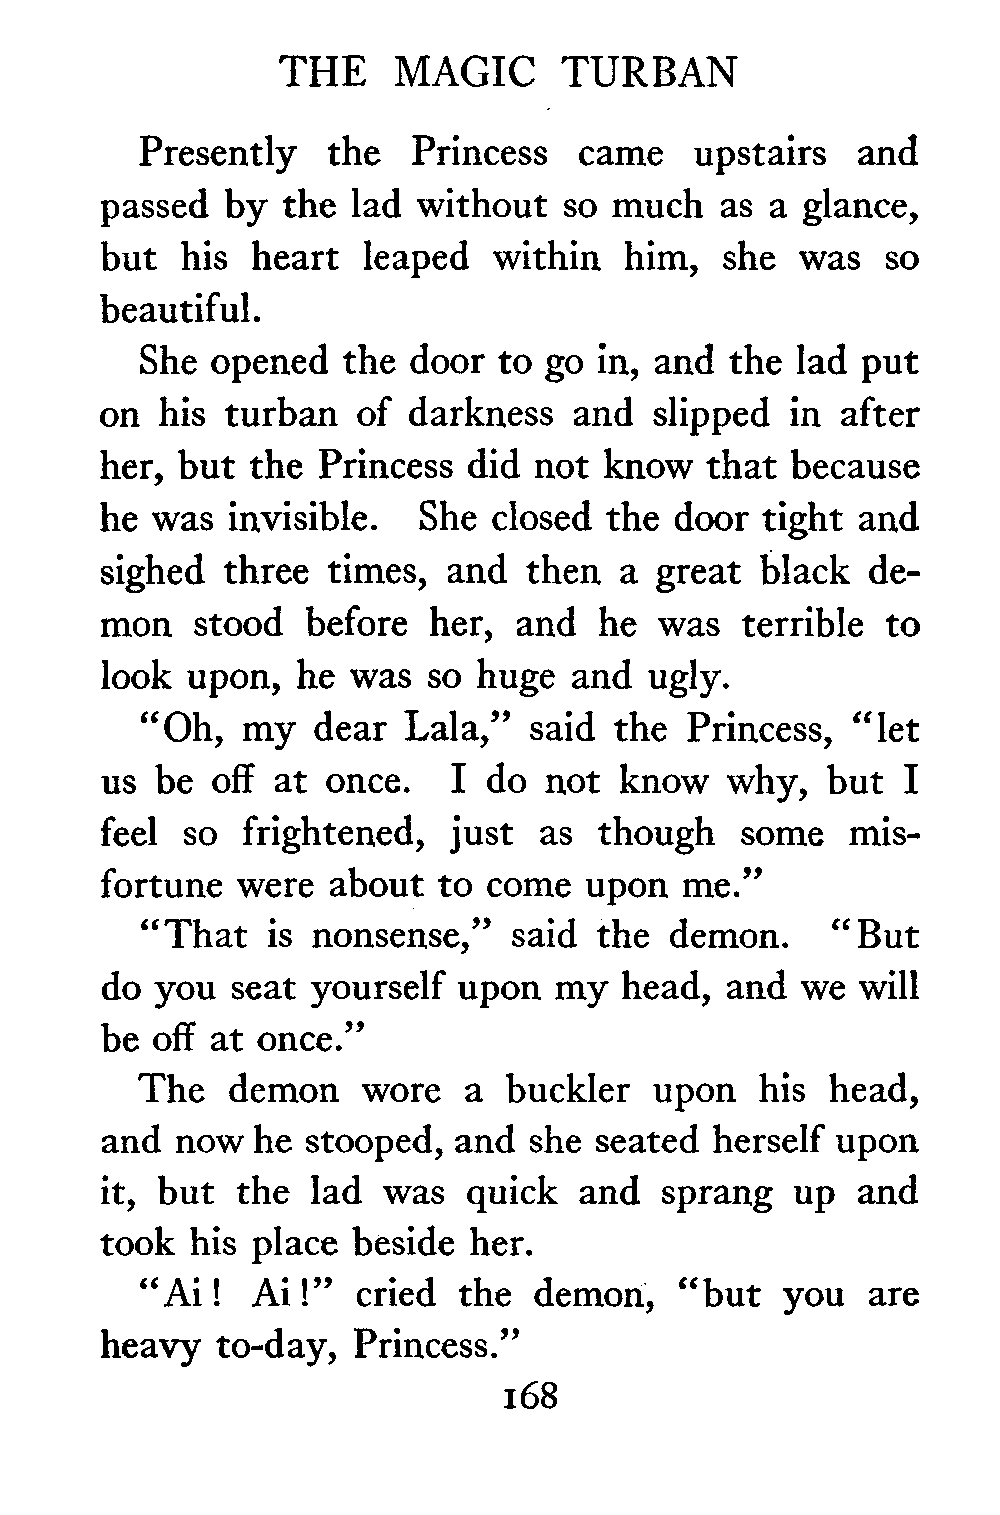 THE MAGIC TURBAN
Presently the Princess came upstairs and
passed by the lad without so much as a glance,
but his heart leaped within him, she was so
beautiful.
She opened the door to go in, and the lad put
on his turban of darkness and slipped in after
her, but the Princess did not know that because
he was invisible. She closed the door tight and
sighed three times, and then a great black de-
mon stood before her, and he was terrible to
look upon, he was so huge and ugly.
“Oh, my dear Lala,” said the Princess, “let
us be off at once. I do not know why, but I
feel so frightened, just as though some mis-
fortune were about to come upon me.”
“That is nonsense,” said the demon. “But
do you seat yourself upon my head, and we will
be off at once.”
The demon wore a buckler upon his head,
and now he stooped, and she seated herself upon
it, but the lad was quick and sprang up and
took his place beside her.
“Ai! Ai!” cried the demon, “but you are
heavy to-day, Princess.”
168